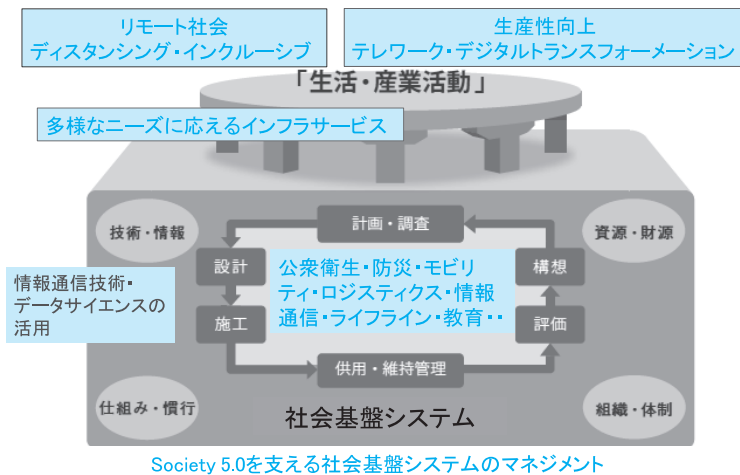 リモート社会
ディスタンシング・インクルーシブ
生産性向上
テレワーク・デジタルトランスフォーメーション
「生活・産業活動」
多様なニーズに応えるインフラサービス
技術・情報
計画・調査
資源・財源
設計
公衆衛生・防災・モビリ
ティ・ロジスティクス・情報
通信・ライフライン・教育・・
構想
情報通信技術・
データサイエンスの
活用
施工
評価
供用・維持管理
仕組み・慣行
社会基盤システム
組織・体制
Society 5.0を支える社会基盤システムのマネジメント